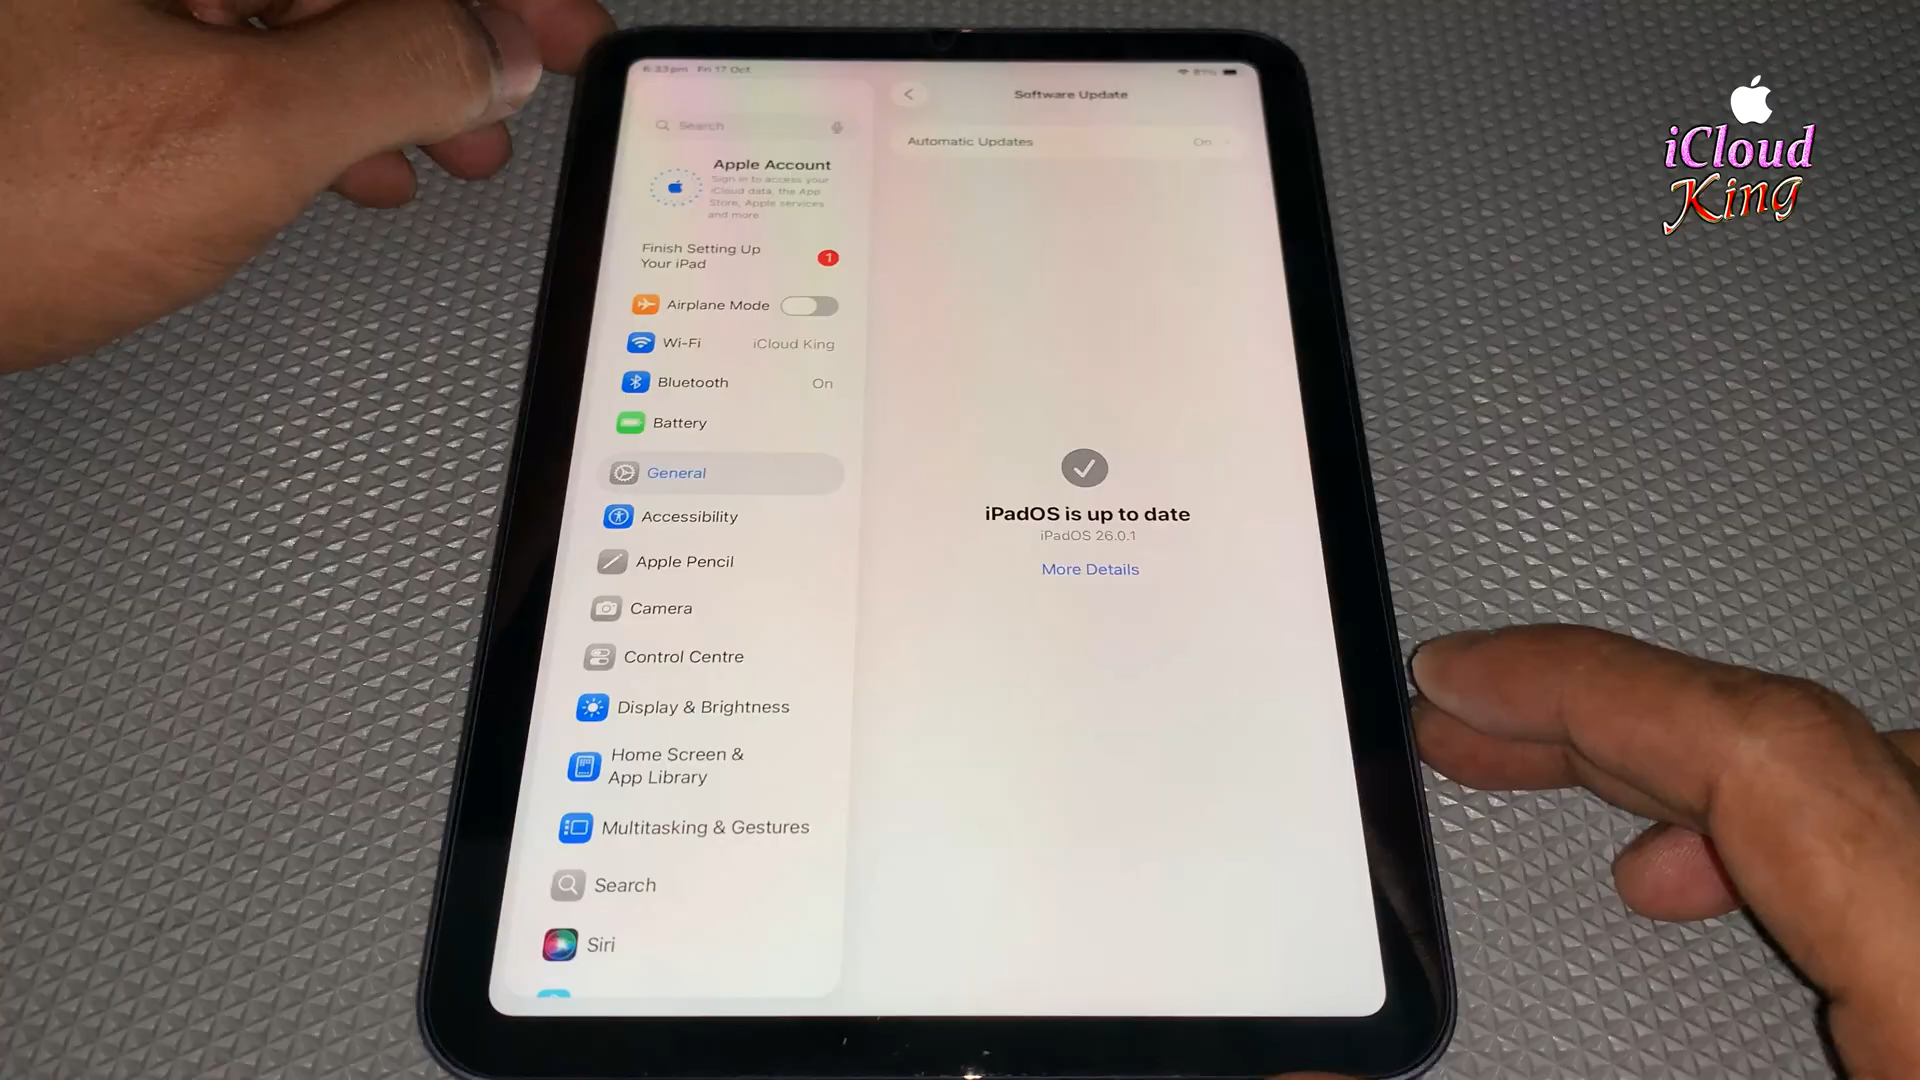 6:33pm Fri 17 Oct
81%
Search
Software Update
Automatic Updates On
Apple Account
Sign in to access your
iCloud data, the App
Store, Apple services
and more.
Finish Setting Up
Your iPad
1
Airplane Mode
Wi-Fi iCloud King
Bluetooth On
Battery
General
Accessibility
Apple Pencil
Camera
Control Centre
Display & Brightness
Home Screen &
App Library
Multitasking & Gestures
Search
Siri
iPadOS is up to date
iPadOS 26.0.1
More Details
iCloud
King